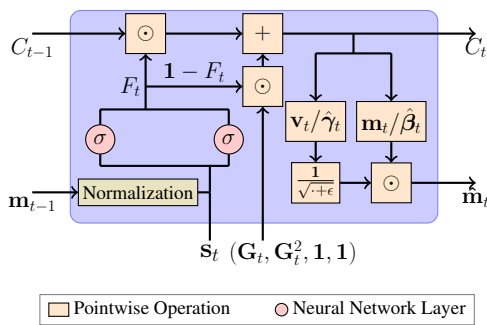 C_{t-1} ⊙ + C_t
F_t 1 − F_t ⊙
σ σ v_t/γ̂_t m_t/β̂_t
1/√(·+ϵ) ⊙
m_{t-1} Normalization m̂_t
s_t (G_t, G_t^2, 1, 1)
Pointwise Operation Neural Network Layer